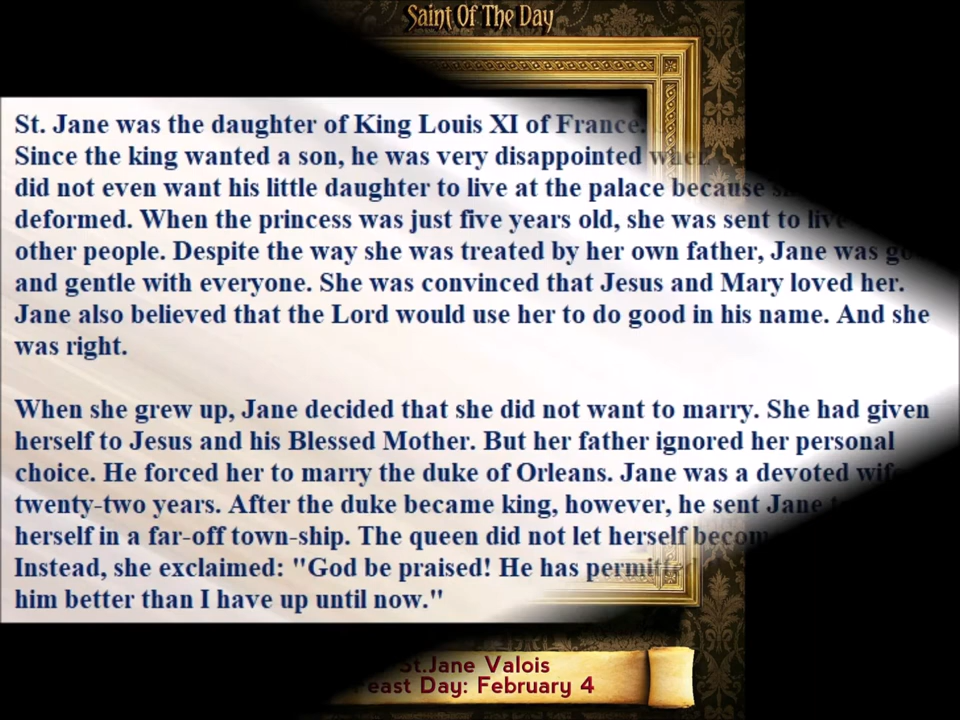 Saint Of The Day
St. Jane was the daughter of King Louis XI of France.
Since the king wanted a son, he was very disappointed
did not even want his little daughter to live at the palace because
deformed. When the princess was just five years old, she was sent to live
other people. Despite the way she was treated by her own father, Jane was
and gentle with everyone. She was convinced that Jesus and Mary loved her.
Jane also believed that the Lord would use her to do good in his name. And she
was right.
When she grew up, Jane decided that she did not want to marry. She had given
herself to Jesus and his Blessed Mother. But her father ignored her personal
choice. He forced her to marry the duke of Orleans. Jane was a devoted wife
twenty-two years. After the duke became king, however, he sent Jane
herself in a far-off town-ship. The queen did not let herself
Instead, she exclaimed: "God be praised! He has permitted
him better than I have up until now."
St.Jane Valois
Feast Day: February 4